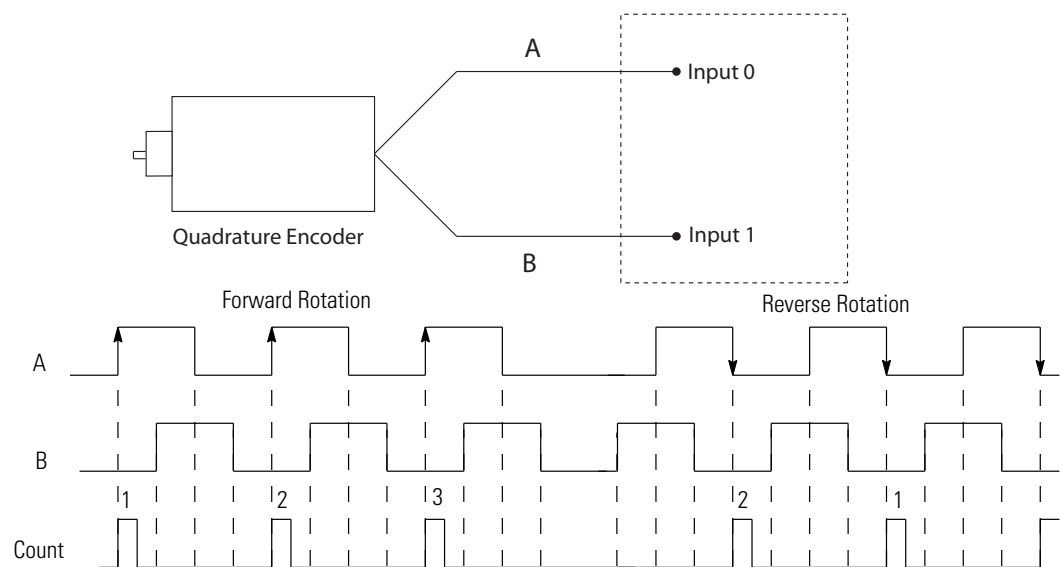 A
Input 0
Quadrature Encoder
Input 1
B
Forward Rotation
Reverse Rotation
A
B
1 2 3 2 1
Count